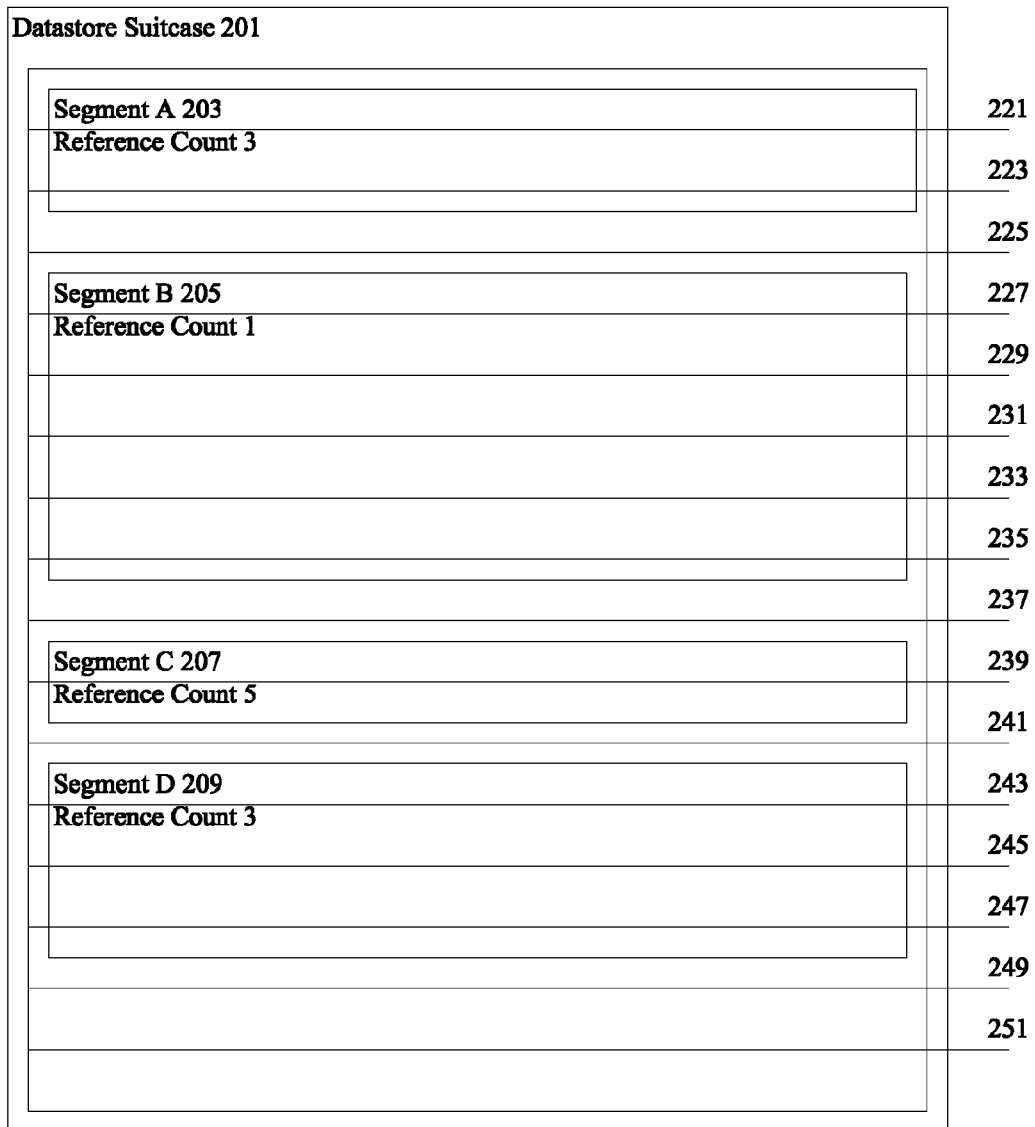 Datastore Suitcase 201
Segment A 203
221
Reference Count 3
223
225
Segment B 205
227
Reference Count 1
229
231
233
235
237
Segment C 207
239
Reference Count 5
241
Segment D 209
243
Reference Count 3
245
247
249
251